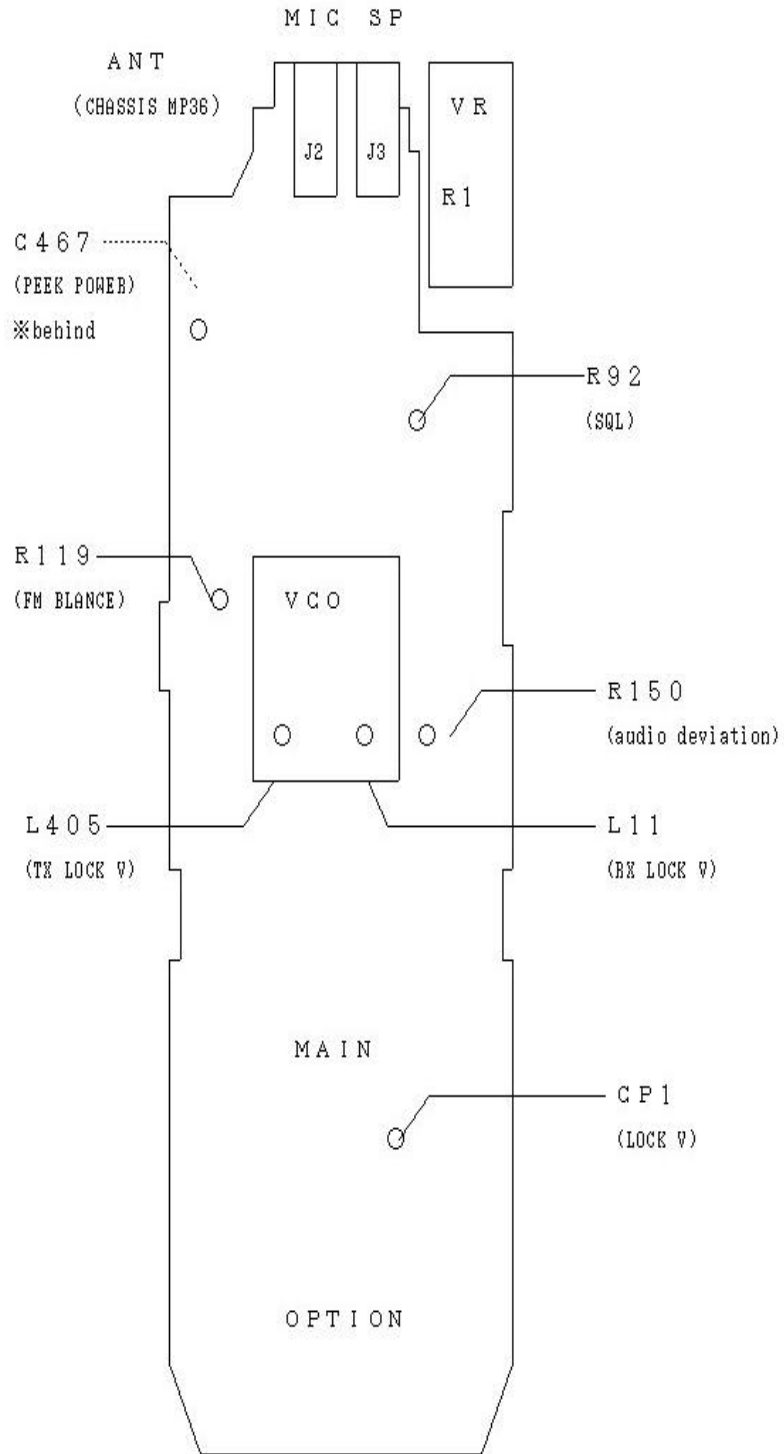 MIC SP
ANT
(CHASSIS MP36)
VR
J2
J3
R1
C467
(PEEK POWER)
※behind
R92
(SQL)
R119
(FM BLANCE)
VCO
R150
(audio deviation)
L405
(TX LOCK V)
L11
(RX LOCK V)
MAIN
CP1
(LOCK V)
OPTION